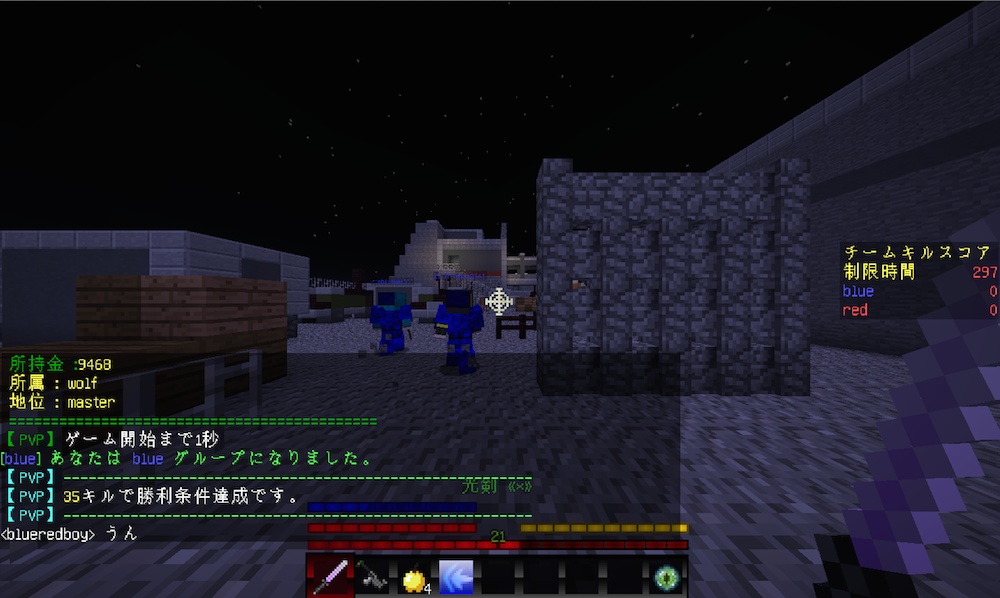 チームキルスコア
制限時間 297
blue 0
red 0
所持金 :9468
所属 : wolf
地位 : master
【PVP】ゲーム開始まで1秒
[blue] あなたは blue グループになりました。
【PVP】
光剣 «×»
【PVP】35キルで勝利条件達成です。
【PVP】
<blueredboy> うん
21
4